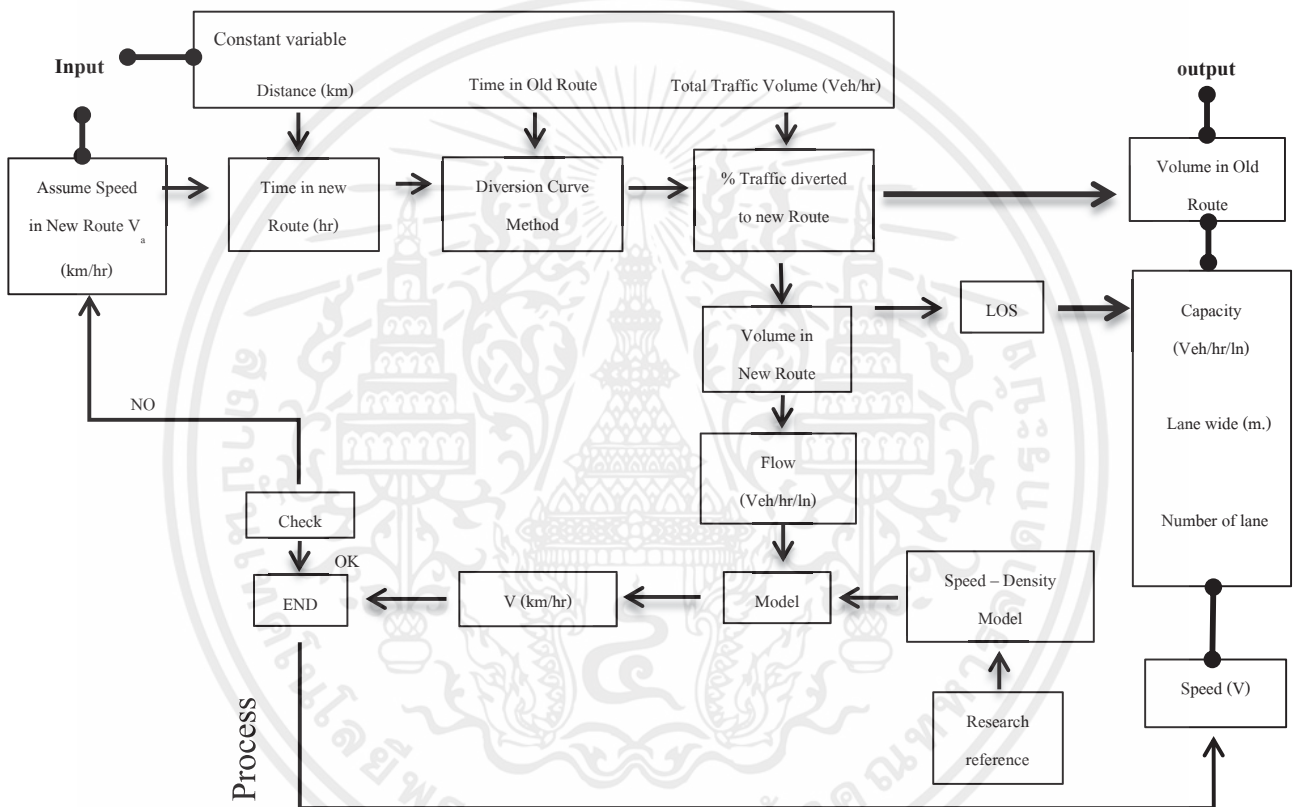 Constant variable
Input
output
Distance (km)
Time in Old Route
Total Traffic Volume (Veh/hr)
Assume Speed
in New Route Va
(km/hr)
Time in new
Route (hr)
Diversion Curve
Method
% Traffic diverted
to new Route
Volume in Old
Route
Volume in
New Route
LOS
Capacity
(Veh/hr/ln)
Lane wide (m.)
Number of lane
NO
Flow
(Veh/hr/ln)
Check
OK
END
V (km/hr)
Model
Speed – Density
Model
Research
reference
Speed (V)
Process